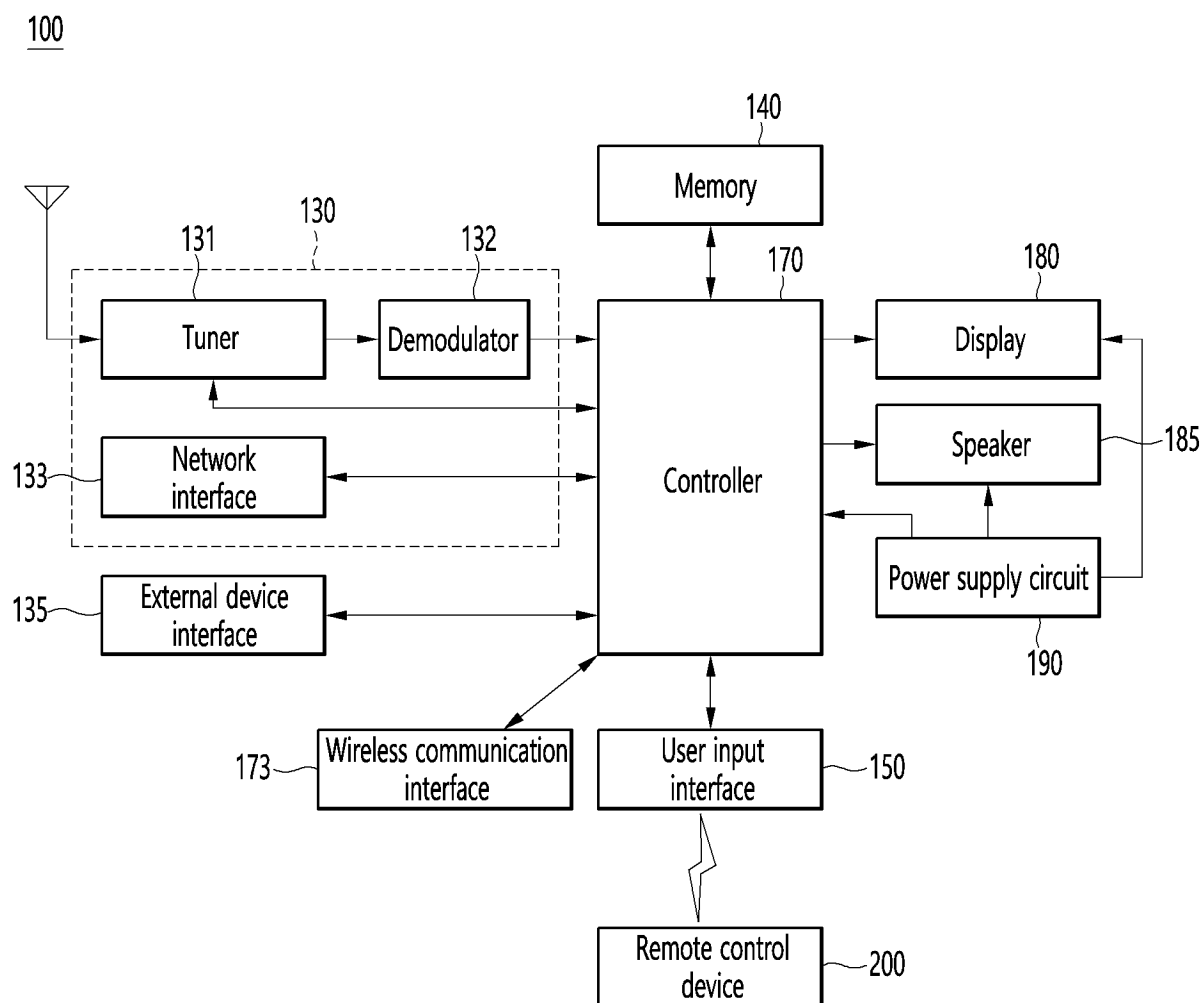 100
140
Memory
130
131
132
170
180
Tuner
Demodulator
Display
Controller
Speaker
185
133
Network
interface
Power supply circuit
190
135
External device
interface
173
Wireless communication
interface
User input
interface
150
Remote control
device
200